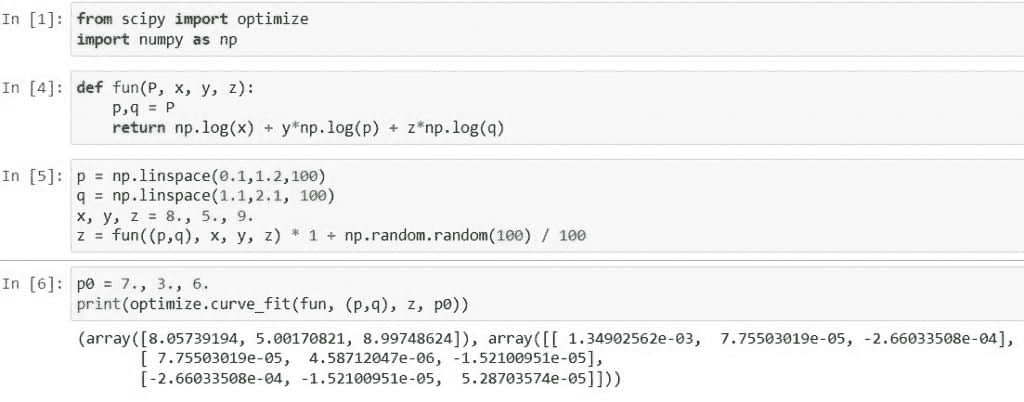 In [1]: from scipy import optimize
import numpy as np
In [4]: def fun(P, x, y, z):
p,q = P
return np.log(x) + y*np.log(p) + z*np.log(q)
In [5]: p = np.linspace(0.1,1.2,100)
q = np.linspace(1.1,2.1, 100)
x, y, z = 8., 5., 9.
z = fun((p,q), x, y, z) * 1 + np.random.random(100) / 100
In [6]: p0 = 7., 3., 6.
print(optimize.curve_fit(fun, (p,q), z, p0))
(array([8.05739194, 5.00170821, 8.99748624]), array([[ 1.34902562e-03, 7.75503019e-05, -2.66033508e-04],
[ 7.75503019e-05, 4.58712047e-06, -1.52100951e-05],
[-2.66033508e-04, -1.52100951e-05, 5.28703574e-05]]))